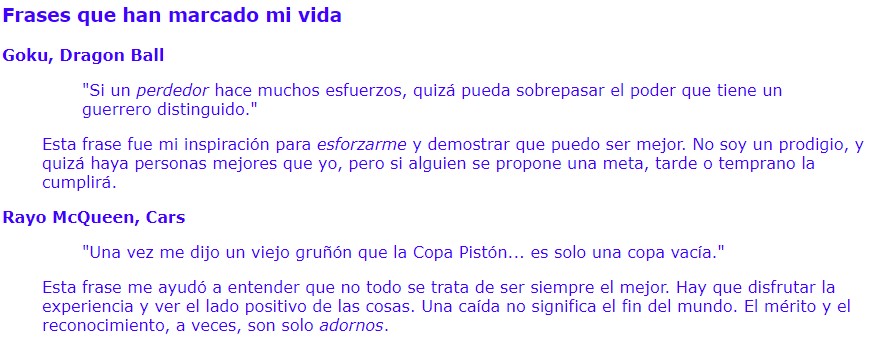 Frases que han marcado mi vida
Goku, Dragon Ball
"Si un perdedor hace muchos esfuerzos, quizá pueda sobrepasar el poder que tiene un
guerrero distinguido."
Esta frase fue mi inspiración para esforzarme y demostrar que puedo ser mejor. No soy un prodigio, y
quizá haya personas mejores que yo, pero si alguien se propone una meta, tarde o temprano la
cumplirá.
Rayo McQueen, Cars
"Una vez me dijo un viejo gruñón que la Copa Pistón... es solo una copa vacía."
Esta frase me ayudó a entender que no todo se trata de ser siempre el mejor. Hay que disfrutar la
experiencia y ver el lado positivo de las cosas. Una caída no significa el fin del mundo. El mérito y el
reconocimiento, a veces, son solo adornos.